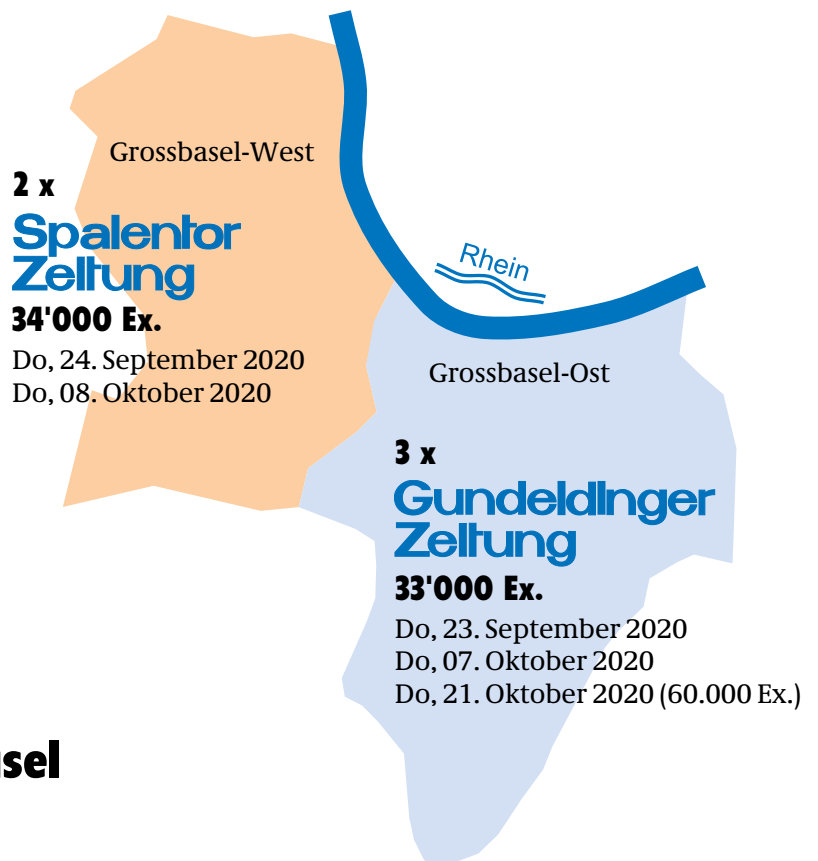 Grossbasel-West
2 x
Spalentor
Zeitung
34'000 Ex.
Do, 24. September 2020
Do, 08. Oktober 2020
Rhein
Grossbasel-Ost
3 x
Gundeldinger
Zeitung
33'000 Ex.
Do, 23. September 2020
Do, 07. Oktober 2020
Do, 21. Oktober 2020 (60.000 Ex.)